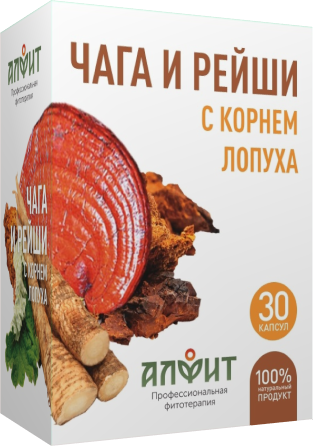 АЛФИТ
Профессиональная
фитотерапия
ЧАГА И РЕЙШИ
С КОРНЕМ
ЛОПУХА
ЧАГА
И РЕЙШИ
С КОРНЕМ
ЛОПУХА
30
КАПСУЛ
АЛФИТ
Профессиональная
фитотерапия
100%
натуральный
ПРОДУКТ